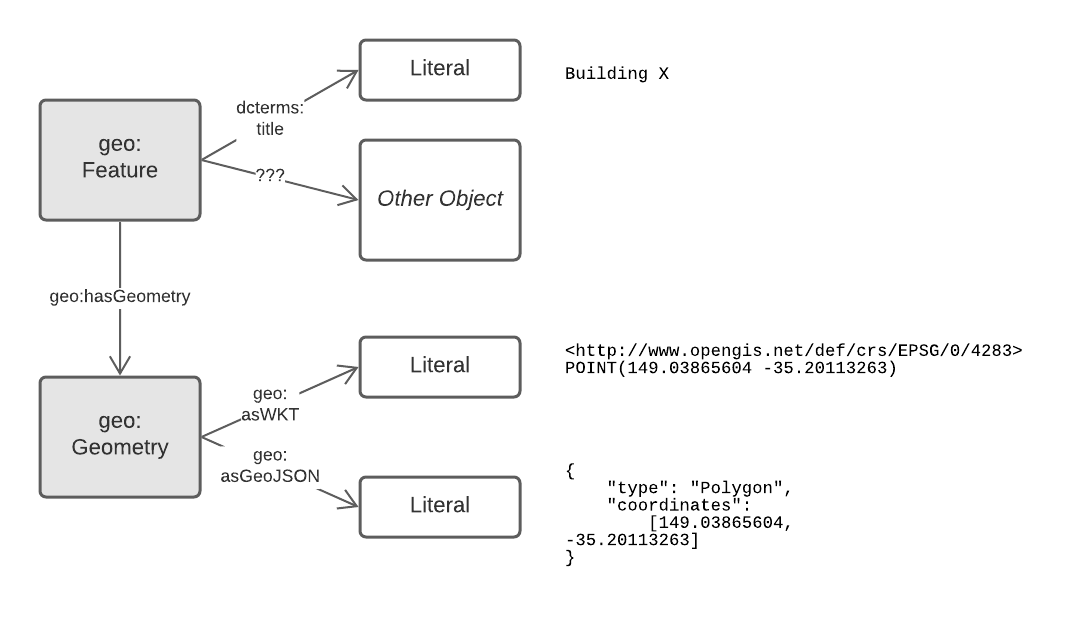 geo:
Feature
dcterms:
title
Literal
Building X
???
Other Object
geo:hasGeometry
geo:
Geometry
geo:
asWKT
Literal
<http://www.opengis.net/def/crs/EPSG/0/4283>
POINT(149.03865604 -35.20113263)
geo:
asGeoJSON
Literal
{
    "type": "Polygon",
    "coordinates":
        [149.03865604,
-35.20113263]
}